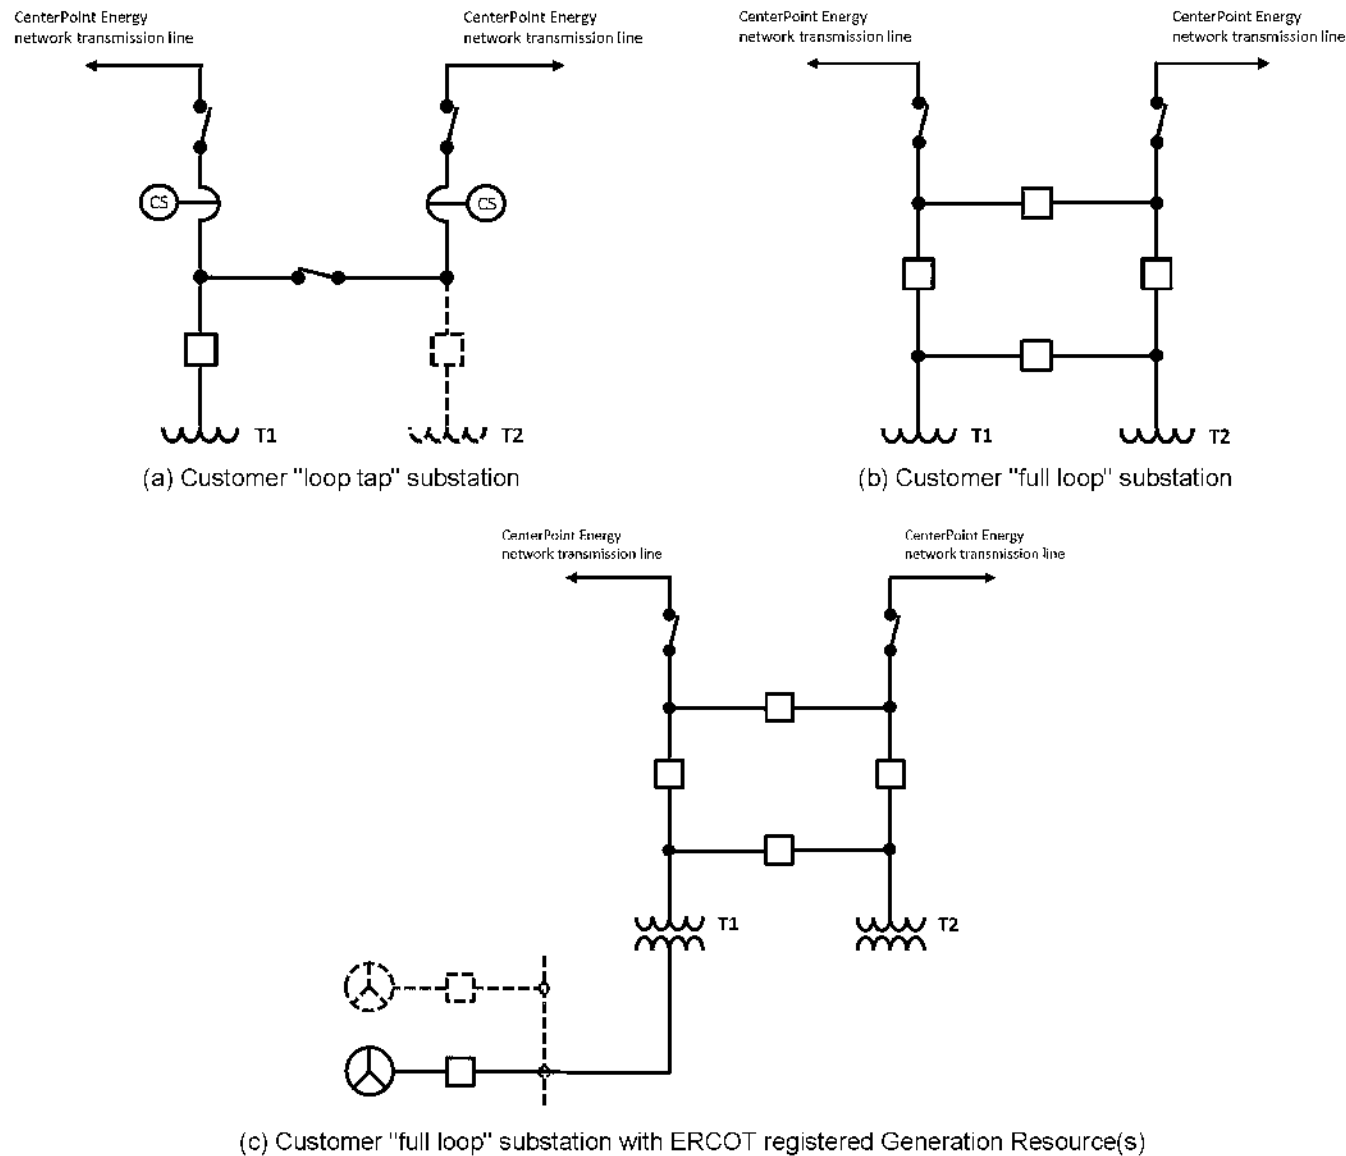 CenterPoint Energy
network transmission line
CenterPoint Energy
network transmission line
CS
CS
T1
T2
(a) Customer "loop tap" substation
CenterPoint Energy
network transmission line
CenterPoint Energy
network transmission line
T1
T2
(b) Customer "full loop" substation
CenterPoint Energy
network transmission line
CenterPoint Energy
network transmission line
T1
T2
(c) Customer "full loop" substation with ERCOT registered Generation Resource(s)